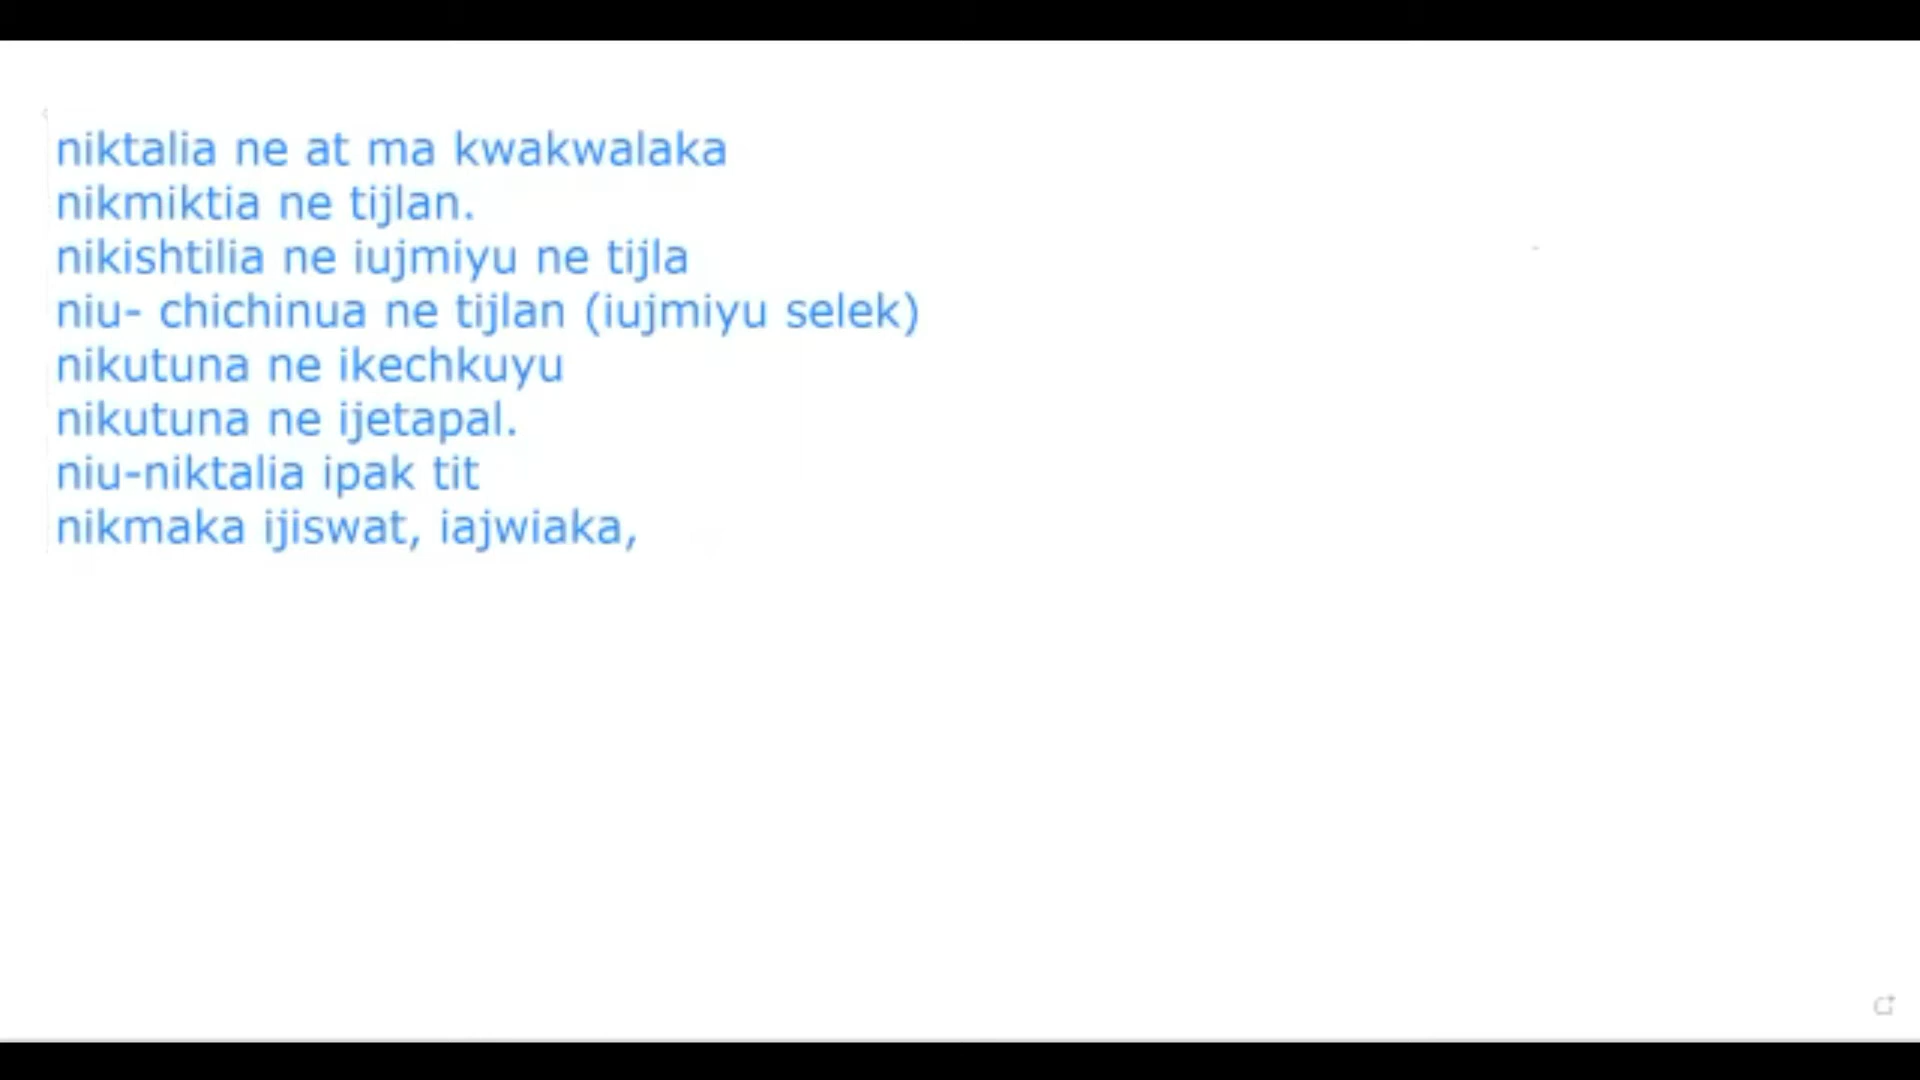 niktalia ne at ma kwakwalaka
nikmiktia ne tijlan.
nikishtilia ne iujmiyu ne tijla
niu- chichinua ne tijlan (iujmiyu selek)
nikutuna ne ikechkuyu
nikutuna ne ijetapal.
niu-niktalia ipak tit
nikmaka ijiswat, iajwiaka,